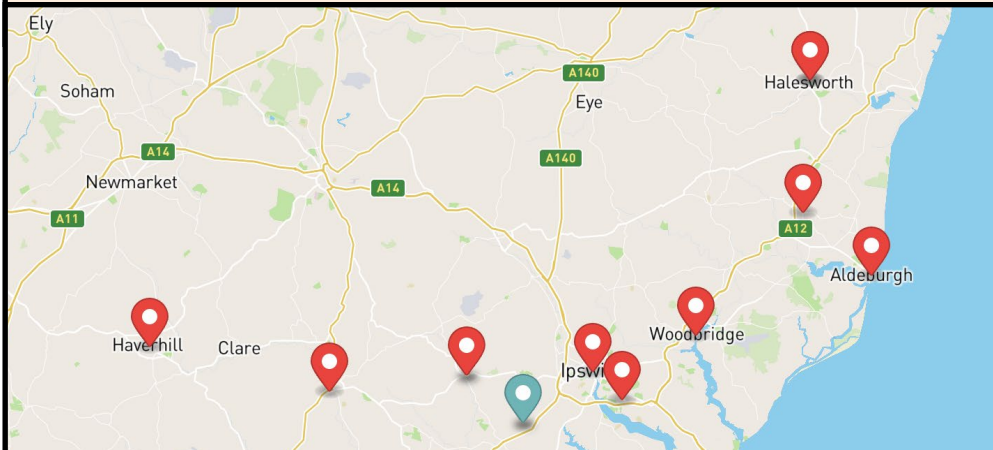 Ely
Halesworth
A140
Soham
Eye
A14
A140
Newmarket
A14
A11
A12
Aldeburgh
Woodbridge
Haverhill
Clare
Ipswi